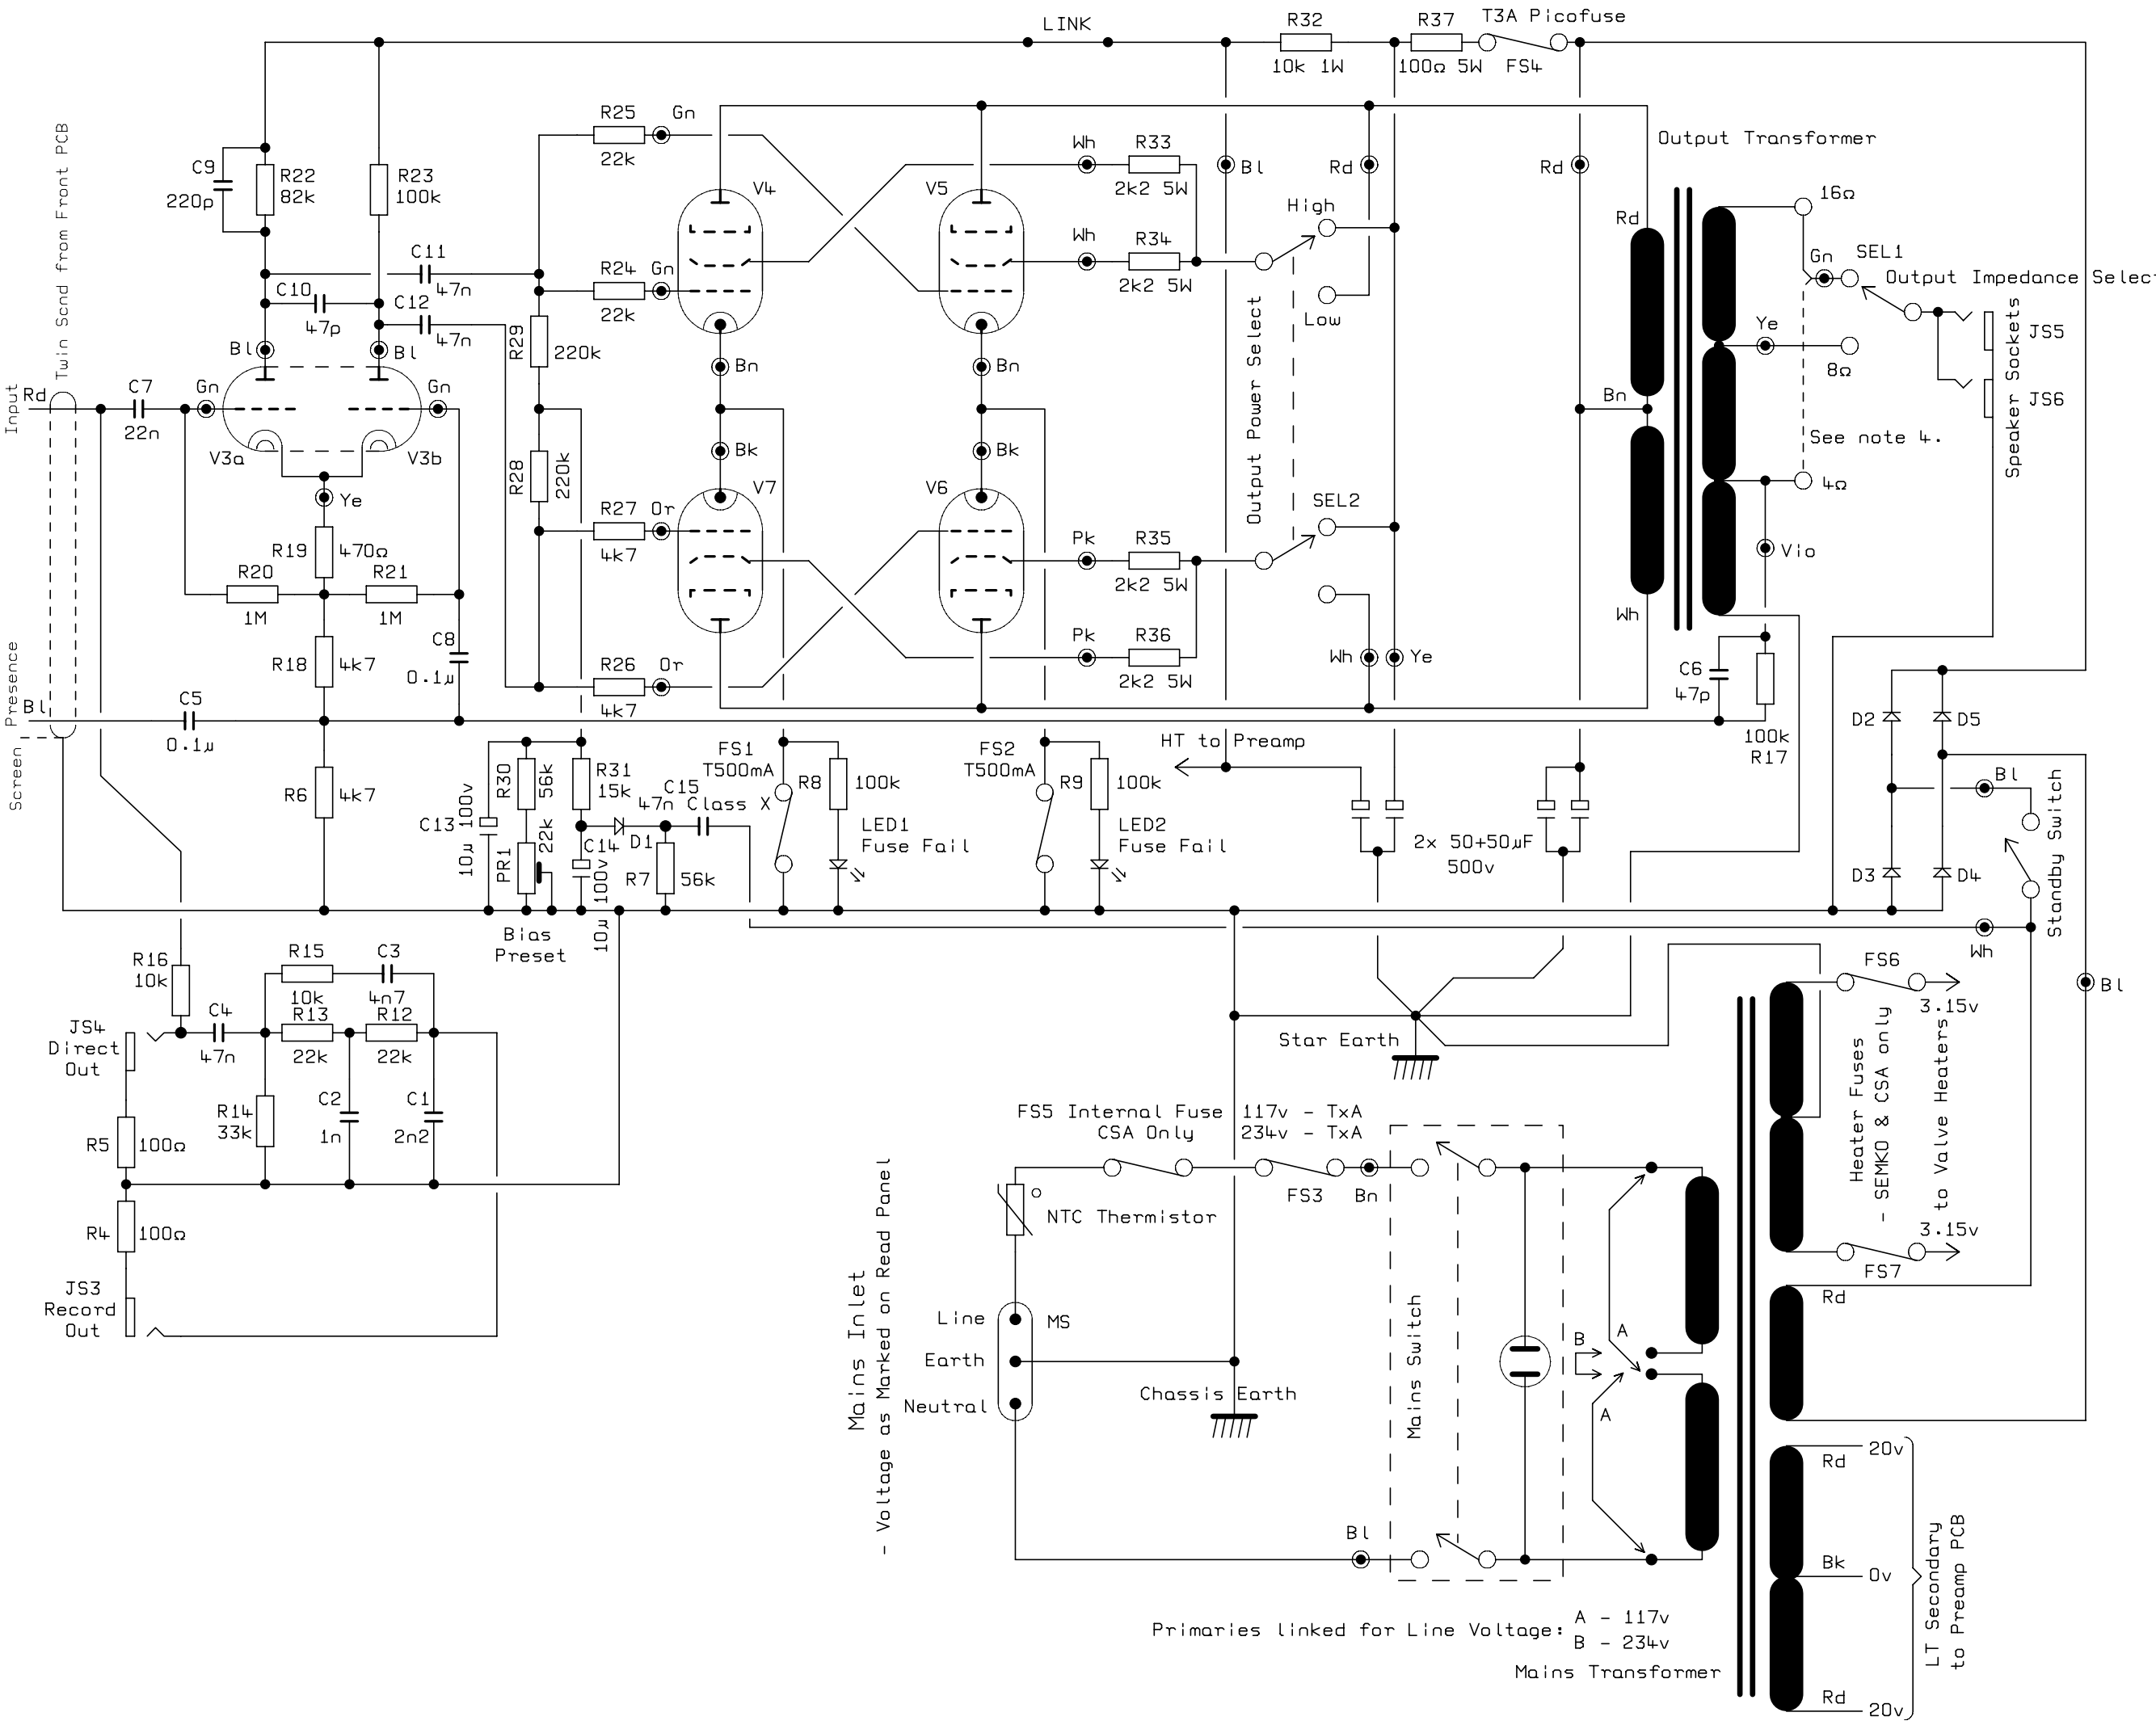 LINK
R32
10k 1W
R37
100Ω 5W
T3A Picofuse
FS4
Twin Scnd from Front PCB
C9
220p
R22
82k
R23
100k
R25
22k
Gn
V4
V5
Wh
R33
2k2 5W
Bl
Rd
Rd
Output Transformer
Rd
16Ω
High
Wh
R34
2k2 5W
C11
47n
R24
Gn
22k
C10
47p
C12
47n
Gn
SEL1
Output Impedance Select
Low
Output Power Select
Ye
8Ω
Speaker Sockets
JS5
JS6
R29
220k
Bl
Bl
Bn
Bn
Bn
Input
Rd
C7
22n
Gn
Gn
V3a
V3b
See note 4.
Ye
R28
220k
Bk
Bk
V7
V6
4Ω
R27
Or
4k7
SEL2
R19
470Ω
Pk
R35
2k2 5W
Vio
R20
1M
R21
1M
Wh
Pk
R36
2k2 5W
Wh
Ye
C8
0.1µ
R18
4k7
R26
Or
4k7
C6
47p
100k
R17
Presence
Screen
Bl
C5
0.1µ
D2
D5
R6
4k7
C13
10µ 100v
R30
56k
R31
15k
22k
PR1
C14
10µ 100v
D1
C15
47n Class X
R7
56k
FS1
T500mA
R8
100k
LED1
Fuse Fail
FS2
T500mA
R9
100k
LED2
Fuse Fail
HT to Preamp
2x 50+50µF
500v
D3
D4
Bl
Standby Switch
Wh
Bias
Preset
R16
10k
R15
10k
C3
4n7
C4
47n
R13
22k
R12
22k
JS4
Direct
Out
R14
33k
C2
1n
C1
2n2
R5
100Ω
R4
100Ω
JS3
Record
Out
Star Earth
FS6
3.15v
Bl
Heater Fuses
- SEMKO & CSA only
to Valve Heaters
3.15v
FS7
FS5 Internal Fuse
CSA Only
117v - TxA
234v - TxA
FS3
Bn
NTC Thermistor
Mains Inlet
- Voltage as Marked on Read Panel
Line
Earth
Neutral
MS
Chassis Earth
Mains Switch
B
A
A
Rd
Bl
20v
Rd
Bk
0v
Rd
20v
LT Secondary
to Preamp PCB
Primaries linked for Line Voltage:
A - 117v
B - 234v
Mains Transformer